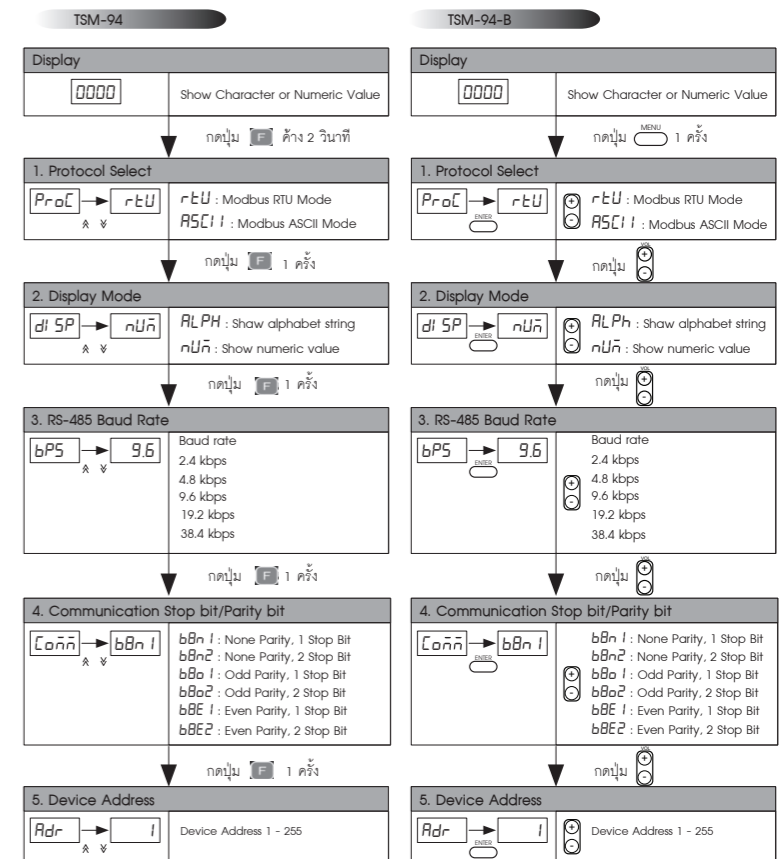 TSM-94
Display
0000
Show Character or Numeric Value
กดปุ่ม F ค้าง 2 วินาที
1. Protocol Select
ProC rtU rtU : Modbus RTU Mode
ASCII : Modbus ASCII Mode
กดปุ่ม F 1 ครั้ง
2. Display Mode
dISP nUm ALPH : Shaw alphabet string
nUm : Show numeric value
กดปุ่ม F 1 ครั้ง
3. RS-485 Baud Rate
bPS 9.6 Baud rate
2.4 kbps
4.8 kbps
9.6 kbps
19.2 kbps
38.4 kbps
กดปุ่ม F 1 ครั้ง
4. Communication Stop bit/Parity bit
Comm b8n1 b8n1 : None Parity, 1 Stop Bit
b8n2 : None Parity, 2 Stop Bit
b8o1 : Odd Parity, 1 Stop Bit
b8o2 : Odd Parity, 2 Stop Bit
b8E1 : Even Parity, 1 Stop Bit
b8E2 : Even Parity, 2 Stop Bit
กดปุ่ม F 1 ครั้ง
5. Device Address
Adr 1 Device Address 1 - 255
TSM-94-B
Display
0000
Show Character or Numeric Value
กดปุ่ม MENU 1 ครั้ง
1. Protocol Select
ProC rtU + rtU : Modbus RTU Mode
ENTER - ASCII : Modbus ASCII Mode
VOL
กดปุ่ม + -
2. Display Mode
dISP nUm + ALPh : Shaw alphabet string
ENTER - nUm : Show numeric value
VOL
กดปุ่ม + -
3. RS-485 Baud Rate
bPS 9.6 Baud rate
ENTER 2.4 kbps
+ 4.8 kbps
- 9.6 kbps
19.2 kbps
38.4 kbps
VOL
กดปุ่ม + -
4. Communication Stop bit/Parity bit
Comm b8n1 b8n1 : None Parity, 1 Stop Bit
ENTER b8n2 : None Parity, 2 Stop Bit
+ b8o1 : Odd Parity, 1 Stop Bit
- b8o2 : Odd Parity, 2 Stop Bit
b8E1 : Even Parity, 1 Stop Bit
b8E2 : Even Parity, 2 Stop Bit
VOL
กดปุ่ม + -
5. Device Address
Adr 1 + Device Address 1 - 255
ENTER -